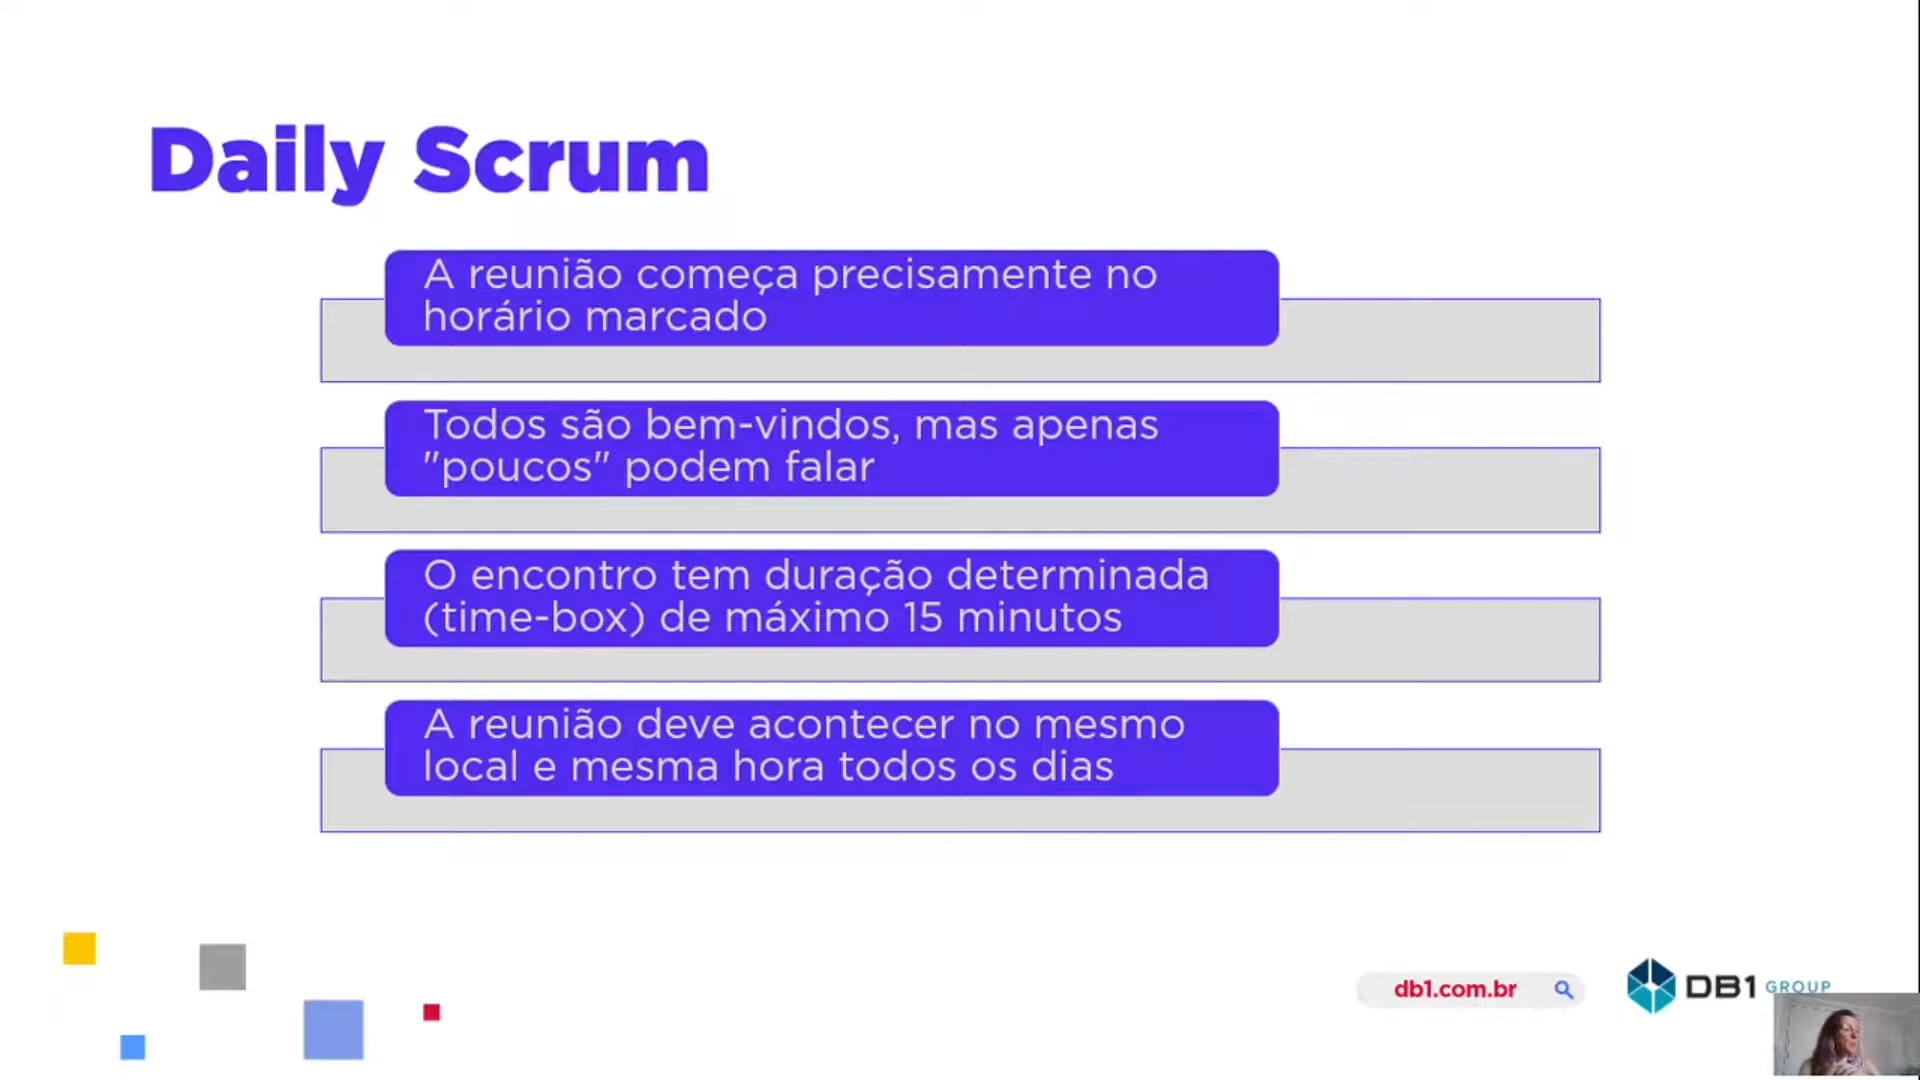 Daily Scrum
A reunião começa precisamente no
horário marcado
Todos são bem-vindos, mas apenas
"poucos" podem falar
O encontro tem duração determinada
(time-box) de máximo 15 minutos
A reunião deve acontecer no mesmo
local e mesma hora todos os dias
db1.com.br
DB1 GROUP